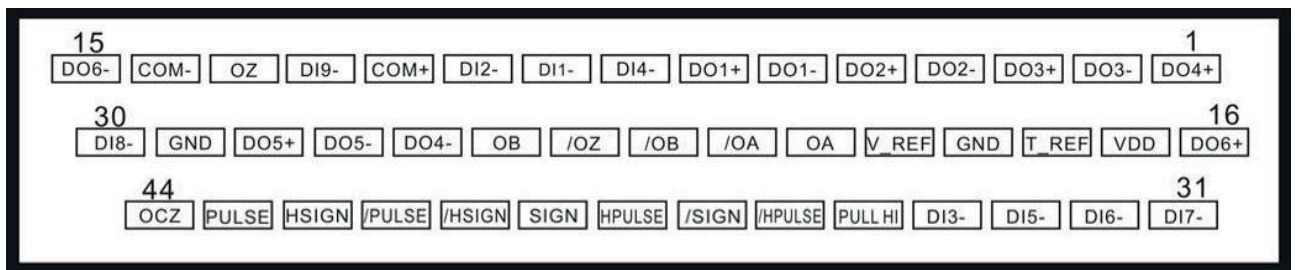 15 1
DO6- COM- OZ DI9- COM+ DI2- DI1- DI4- DO1+ DO1- DO2+ DO2- DO3+ DO3- DO4+
30 16
DI8- GND DO5+ DO5- DO4- OB /OZ /OB /OA OA V_REF GND T_REF VDD DO6+
44 31
OCZ PULSE HSIGN /PULSE /HSIGN SIGN HPULSE /SIGN /HPULSE PULL HI DI3- DI5- DI6- DI7-